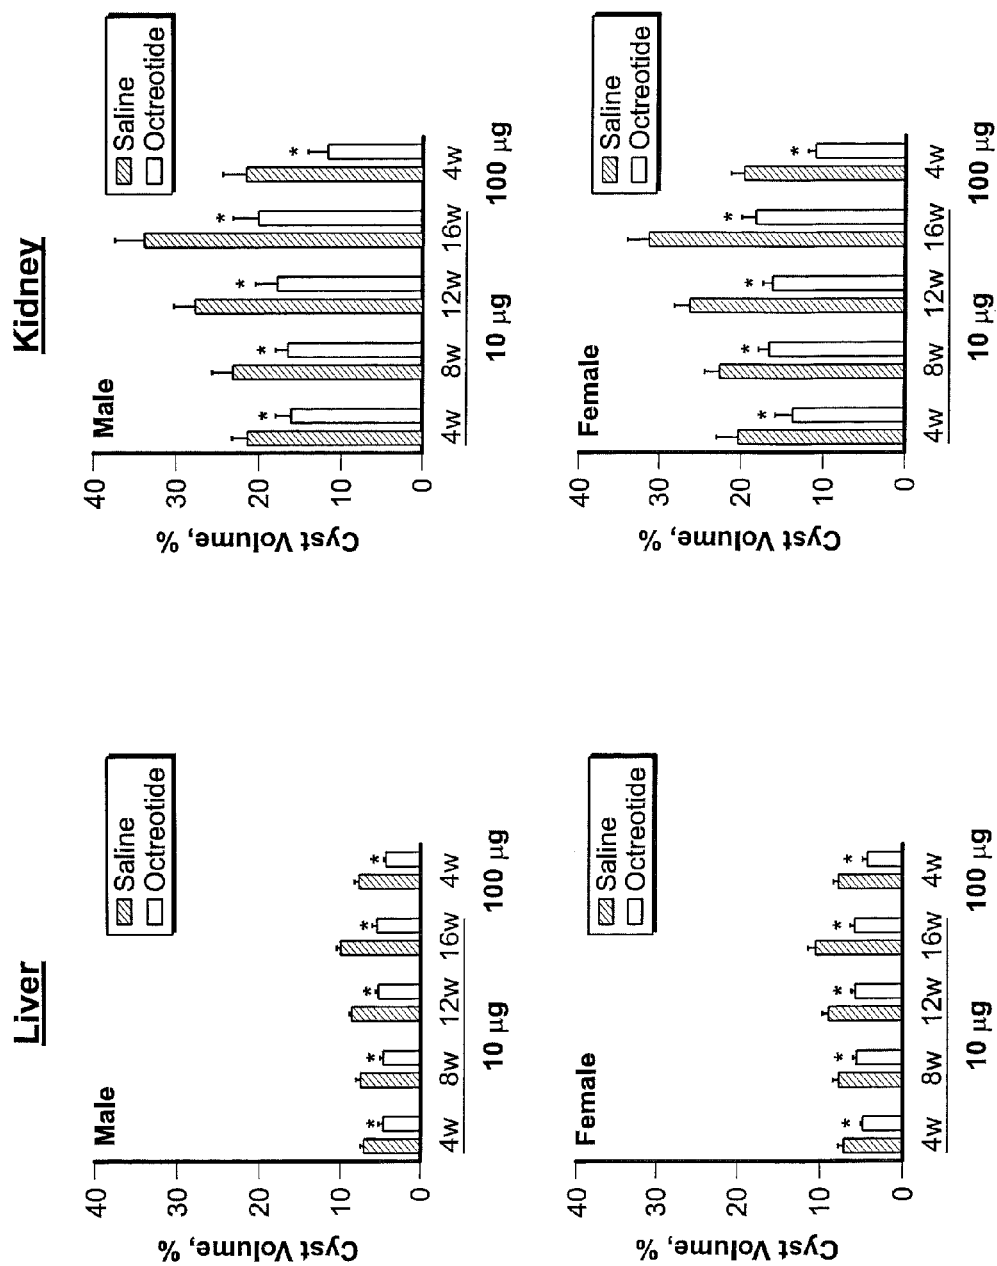 Liver
Male
Saline
Octreotide
Cyst Volume, %
40
30
20
10
0
* * * * *
4w 8w 12w 16w 4w
10 µg 100 µg
Female
Saline
Octreotide
Cyst Volume, %
40
30
20
10
0
* * * * *
4w 8w 12w 16w 4w
10 µg 100 µg
Kidney
Male
Saline
Octreotide
Cyst Volume, %
40
30
20
10
0
* * * * *
4w 8w 12w 16w 4w
10 µg 100 µg
Female
Saline
Octreotide
Cyst Volume, %
40
30
20
10
0
* * * * *
4w 8w 12w 16w 4w
10 µg 100 µg